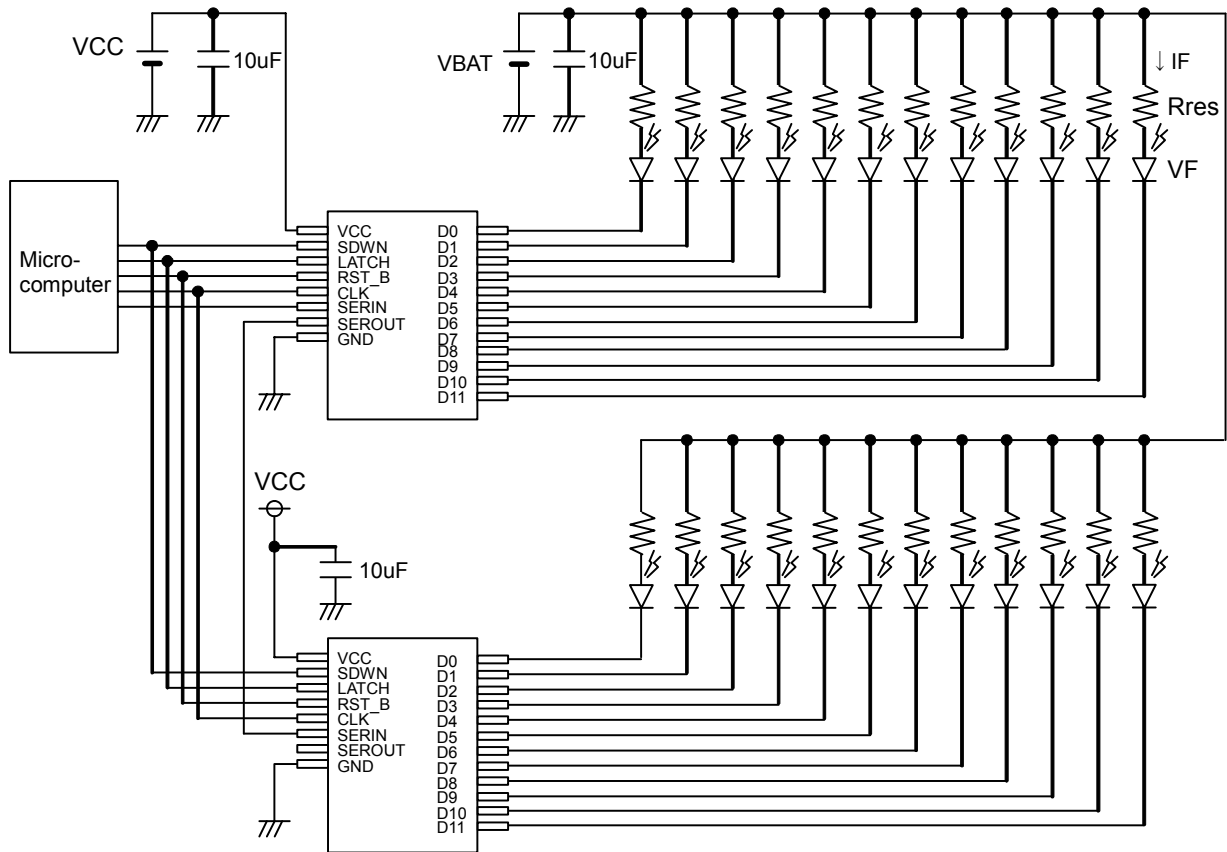 VCC
10uF
VBAT
10uF
↓ IF
Rres
VF
Micro-
computer
VCC
SDWN
LATCH
RST_B
CLK
SERIN
SEROUT
GND
D0
D1
D2
D3
D4
D5
D6
D7
D8
D9
D10
D11
VCC
10uF
VCC
SDWN
LATCH
RST_B
CLK
SERIN
SEROUT
GND
D0
D1
D2
D3
D4
D5
D6
D7
D8
D9
D10
D11